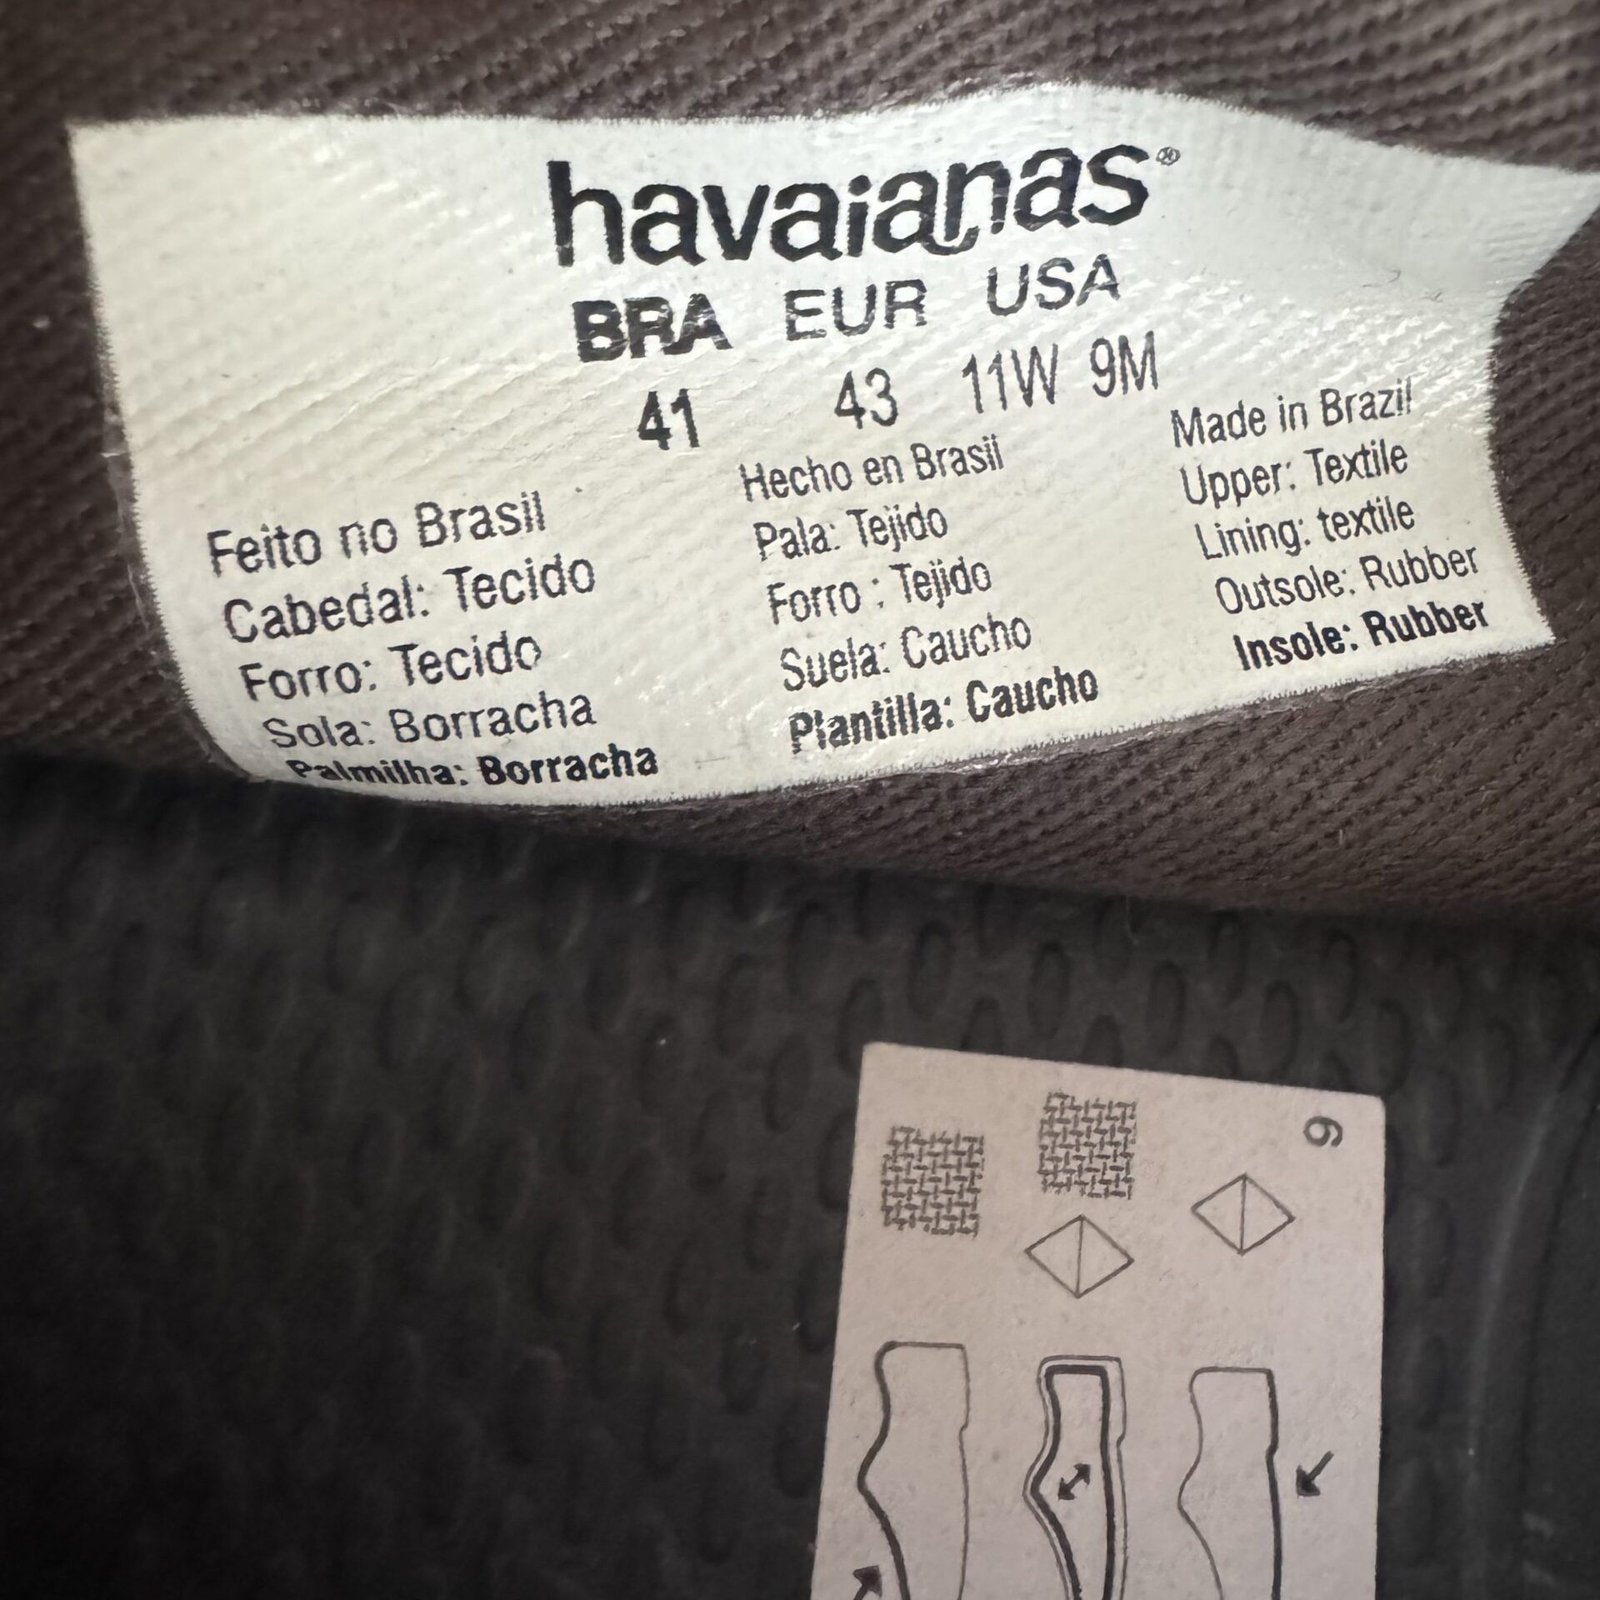 havaianas®
BRA EUR USA
41 43 11W 9M
Feito no Brasil
Cabedal: Tecido
Forro: Tecido
Sola: Borracha
Palmilha: Borracha
Hecho en Brasil
Pala: Tejido
Forro : Tejido
Suela: Caucho
Plantilla: Caucho
Made in Brazil
Upper: Textile
Lining: textile
Outsole: Rubber
Insole: Rubber